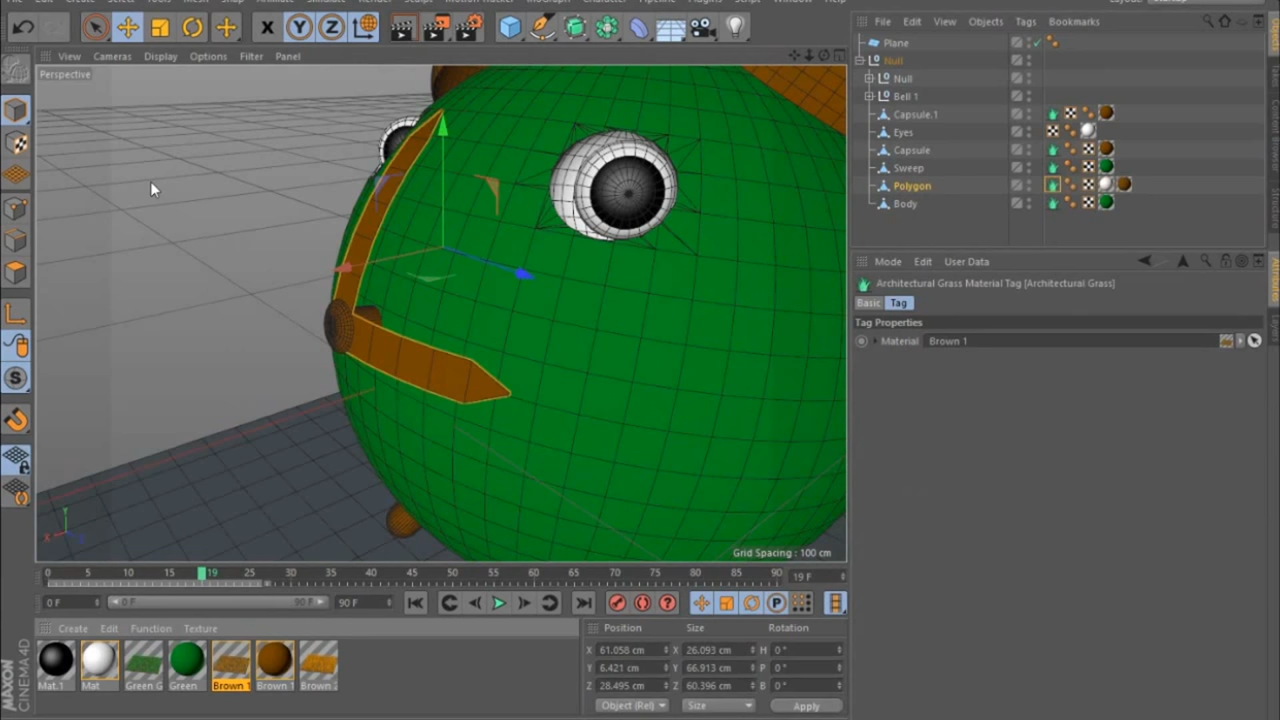 View Cameras Display Options Filter Panel
Perspective
Grid Spacing : 100 cm
X Y Z
0 5 10 15 19 25 30 35 40 45 50 55 60 65 70 75 80 85 90 19 F
0 F 0 F 90 F 90 F
Create Edit Function Texture
Mat.1 Mat Green G Green Brown 1 Brown 1 Brown
MAXON CINEMA4D
Position Size Rotation
X 61.058 cm X 26.093 cm H 0 °
Y 6.421 cm Y 66.913 cm P 0 °
Z 28.495 cm Z 60.396 cm B 0 °
Object (Rel) Size Apply
File Edit View Objects Tags Bookmarks
Plane
Null
Null
Bell 1
Capsule.1
Eyes
Capsule
Sweep
Polygon
Body
Mode Edit User Data
Architectural Grass Material Tag [Architectural Grass]
Basic Tag
Tag Properties
Material Brown 1